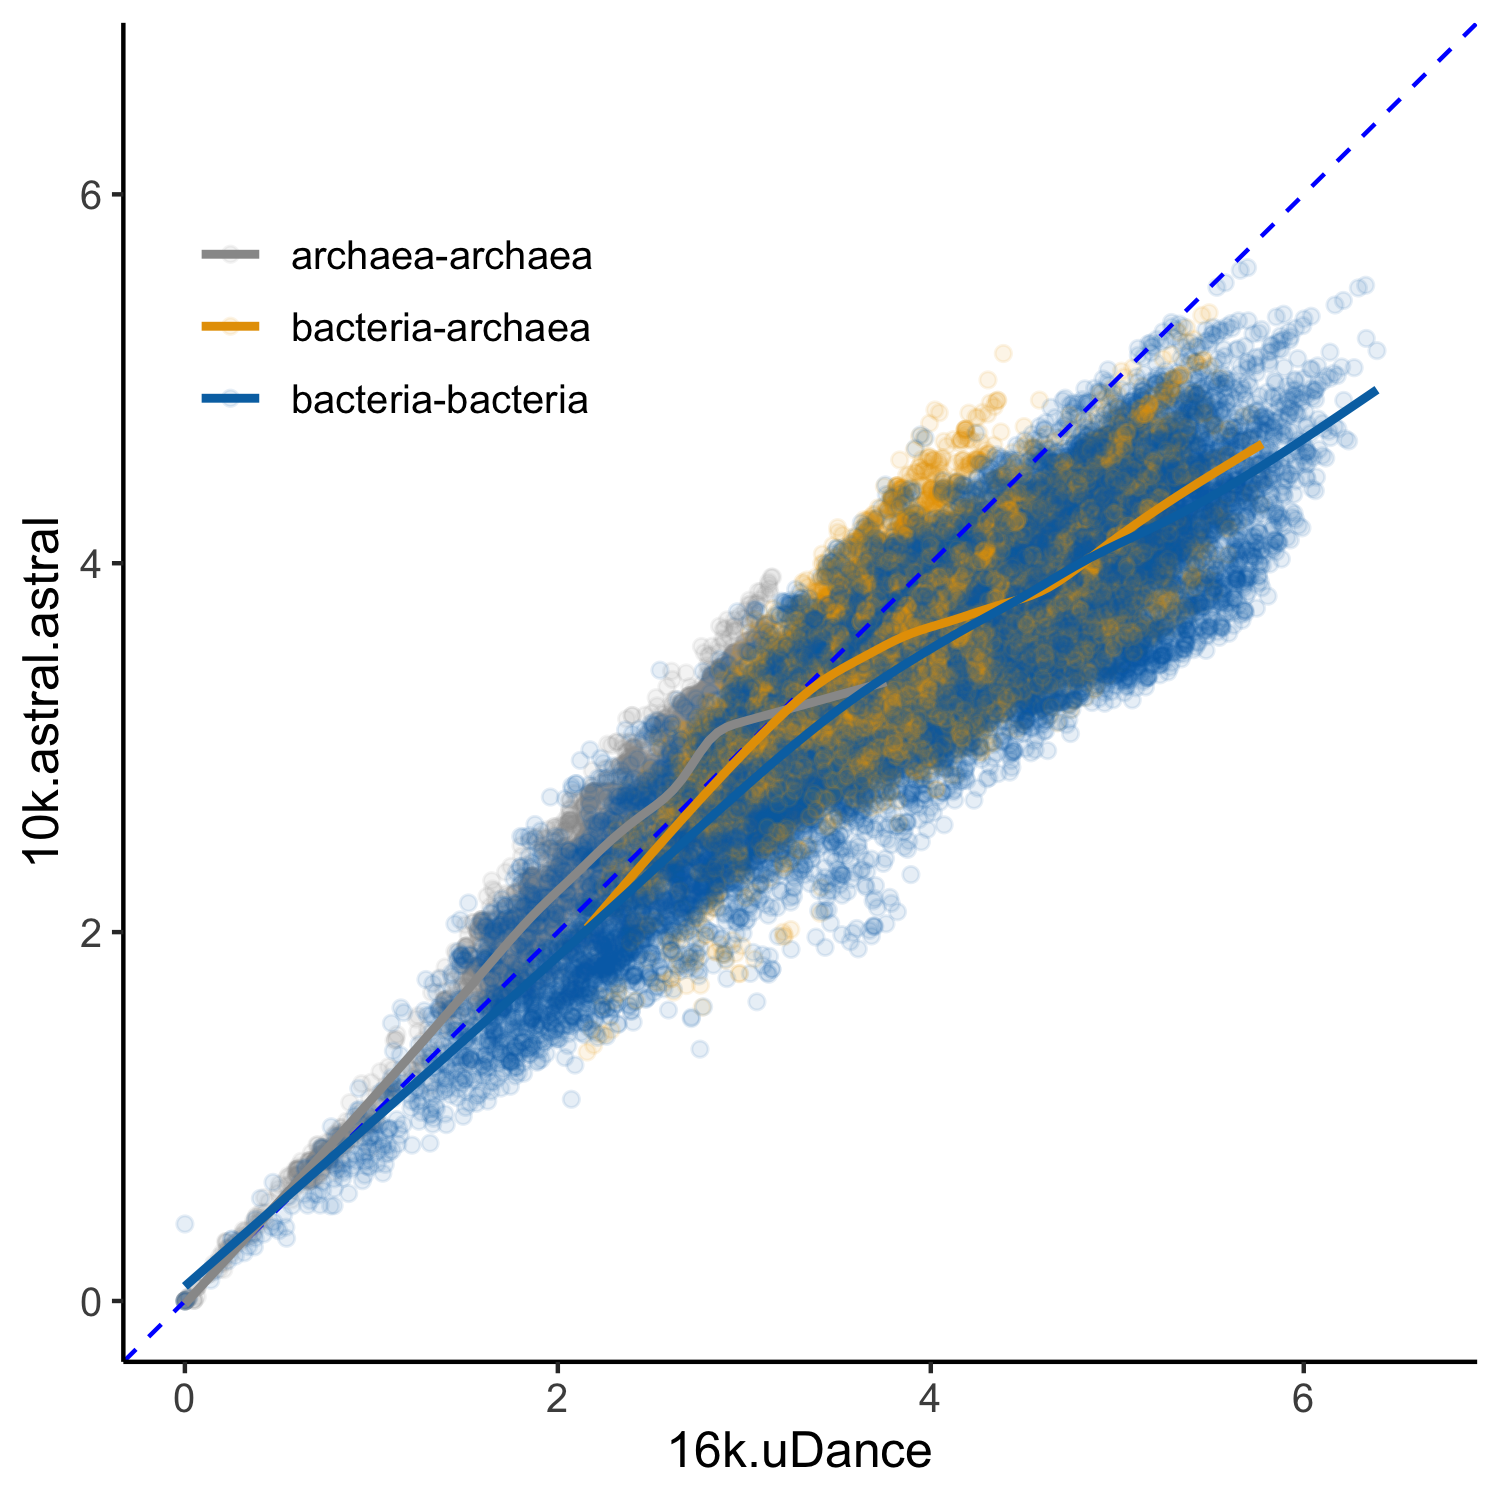 6
archaea-archaea
bacteria-archaea
bacteria-bacteria
4
2
0
10k.astral.astral
0 2 4 6
16k.uDance